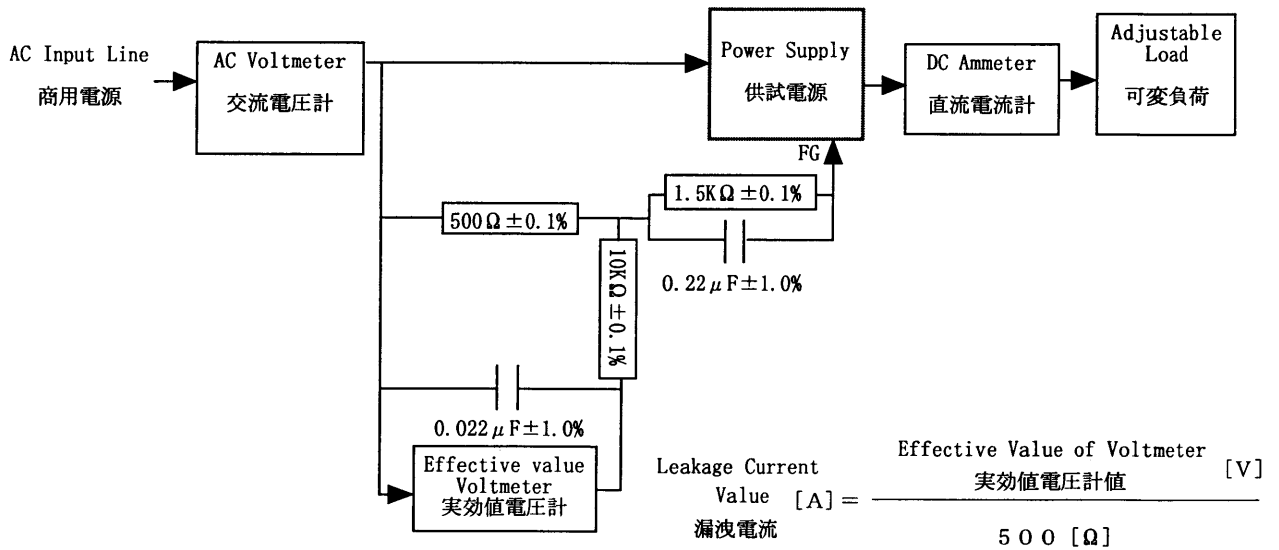 AC Input Line
商用電源
AC Voltmeter
交流電圧計
Power Supply
供試電源
DC Ammeter
直流電流計
Adjustable
Load
可変負荷
FG
1.5KΩ±0.1%
500Ω±0.1%
10KΩ±0.1%
0.22μF±1.0%
0.022μF±1.0%
Effective value
Voltmeter
実効値電圧計
Leakage Current
Value [A]=
漏洩電流
Effective Value of Voltmeter
実効値電圧計値 [V]
500 [Ω]